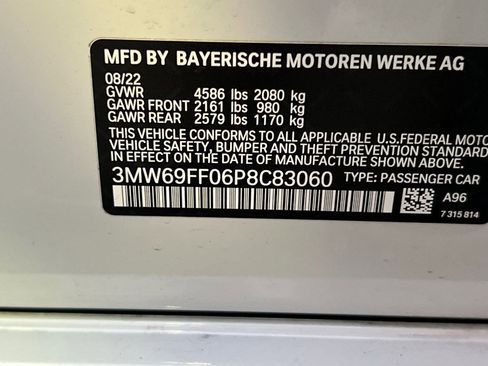 MFD BY BAYERISCHE MOTOREN WERKE AG
08/22
GVWR 4586 lbs 2080 kg
GAWR FRONT 2161 lbs 980 kg
GAWR REAR 2579 lbs 1170 kg
THIS VEHICLE CONFORMS TO ALL APPLICABLE U.S.FEDERAL MOTOR
VEHICLE SAFETY, BUMPER AND THEFT PREVENTION STANDARDS
IN EFFECT ON THE DATE OF MANUFACTURE SHOWN ABOVE.
3MW69FF06P8C83060 TYPE: PASSENGER CAR
A96
7 315 814